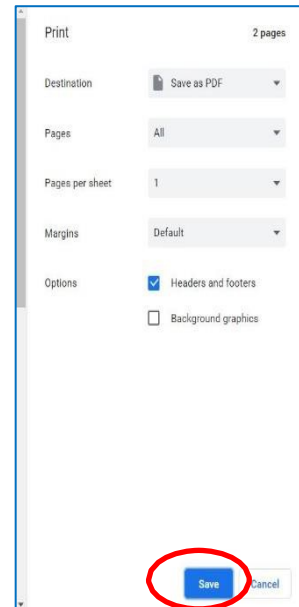 Print 2 pages
Destination Save as PDF
Pages All
Pages per sheet 1
Margins Default
Options Headers and footers
Background graphics
Save Cancel